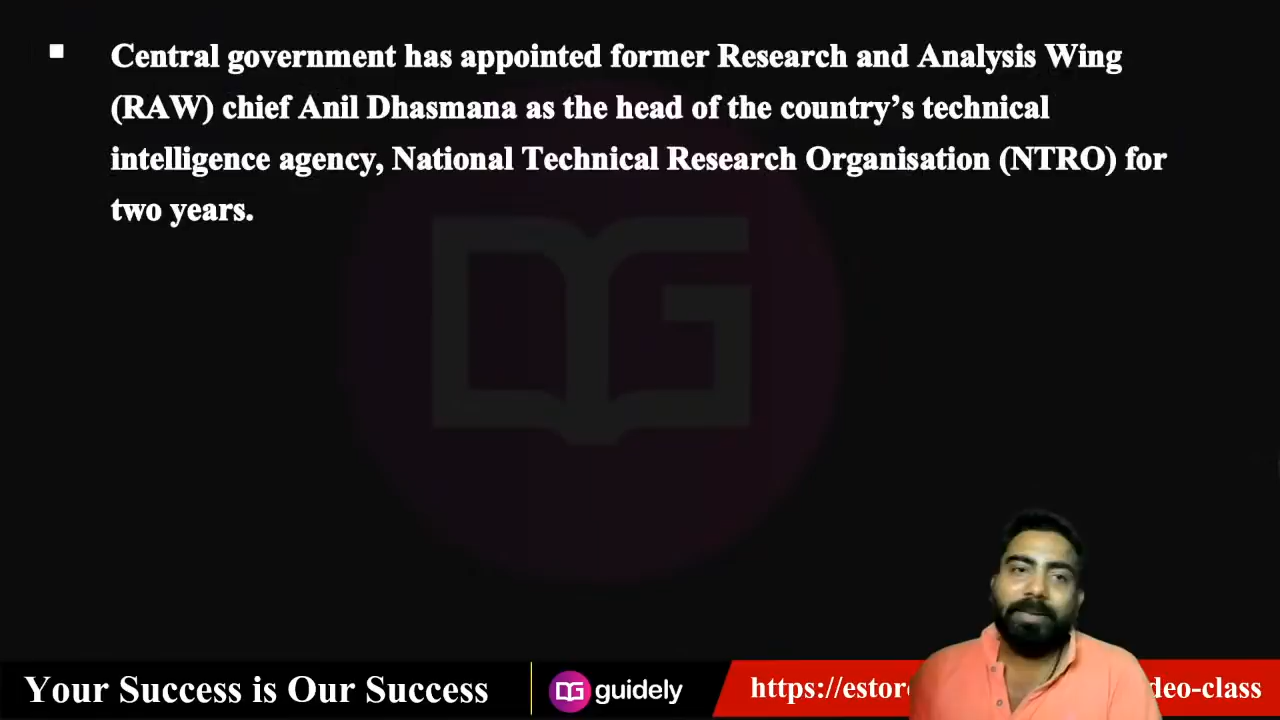 Central government has appointed former Research and Analysis Wing
(RAW) chief Anil Dhasmana as the head of the country’s technical
intelligence agency, National Technical Research Organisation (NTRO) for
two years.
DG
Your Success is Our Success
DG guidely
https://estor
deo-class